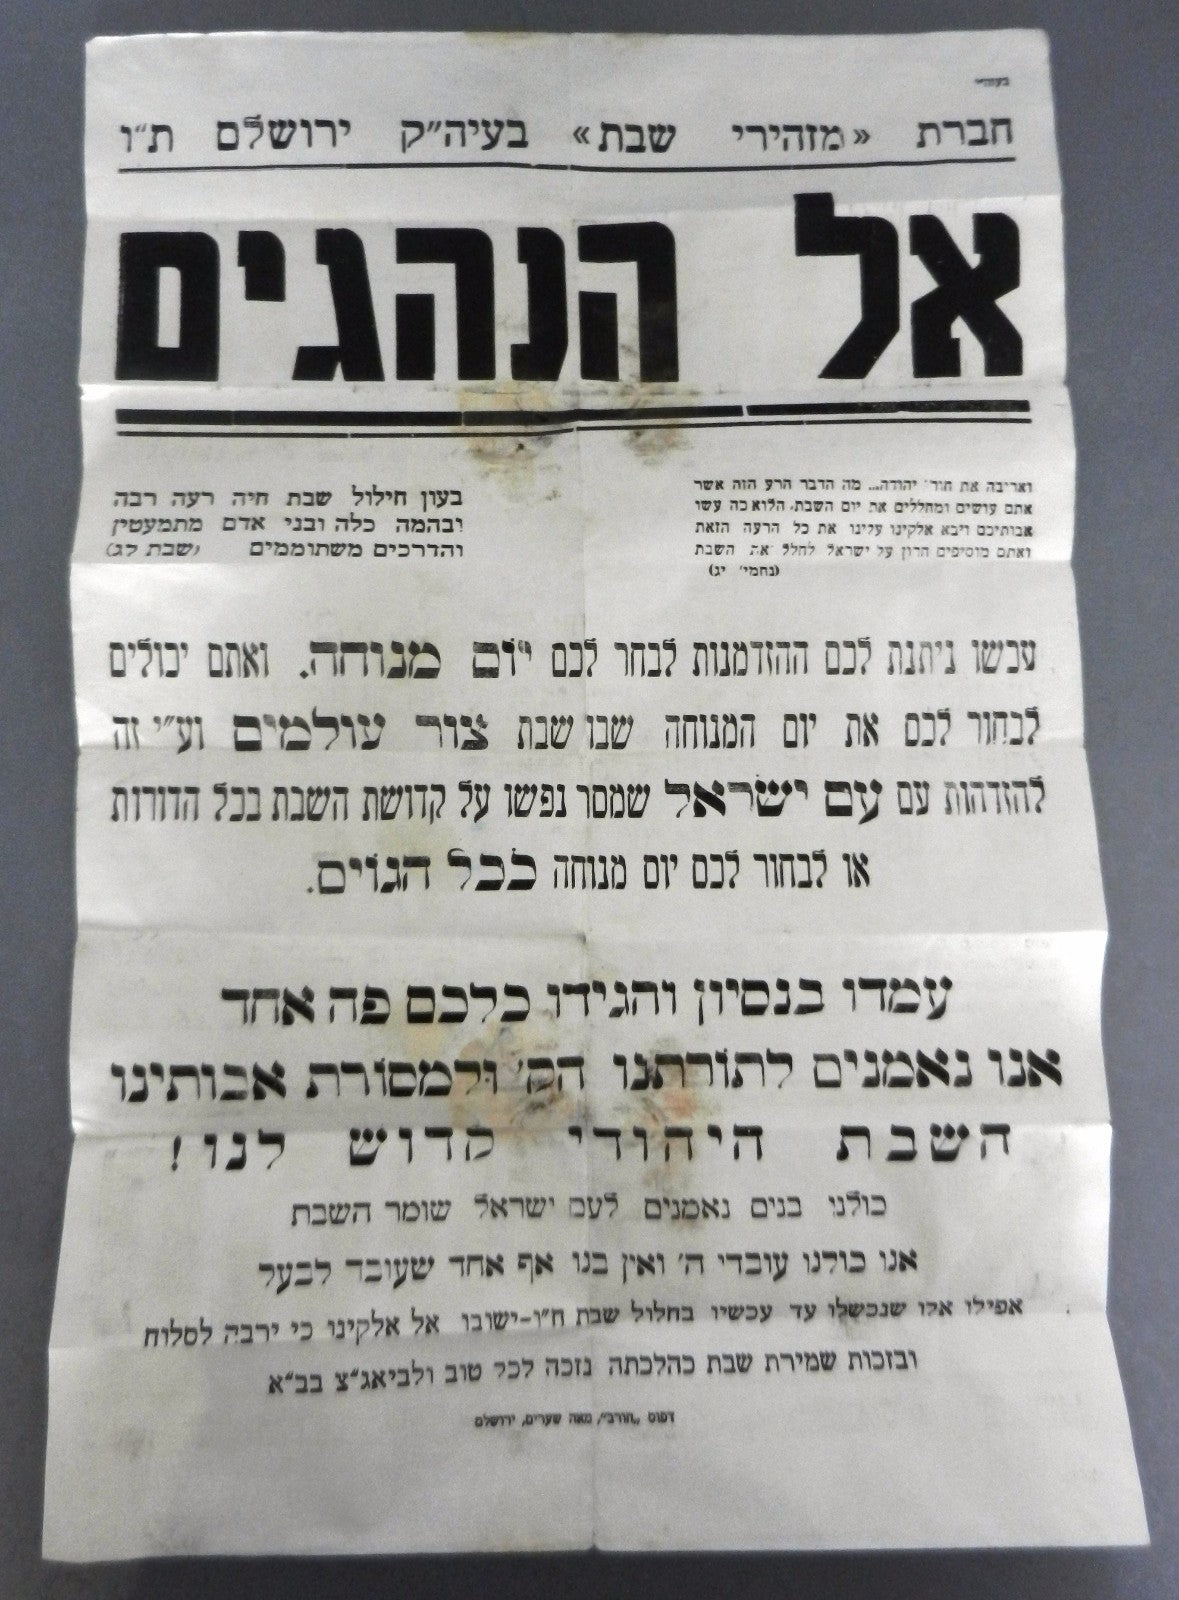 בעזהי"
חברת «מזהירי שבת» בעיה"ק ירושלם ת"ו
אל הנהגים
ואריבה את חור' יהודה... מה הדבר הרע הזה אשר
אתם עושים ומחללים את יום השבת, הלוא כה עשו
אבותיכם ויבא אלקינו עלינו את כל הרעה הזאת
ואתם מוסיפים חרון על ישראל לחלל את השבת
(נחמי' יג)
בעון חילול שבת חיה רעה רבה
ובהמה כלה ובני אדם מתמעטין
והדרכים משתוממים (שבת לג)
עכשו ניתנת לכם ההזדמנות לבחר לכם יום מנוחה. ואתם יכולים
לבחור לכם את יום המנוחה שבו שבת צור עולמים וע"י זה
להזדהות עם עם ישראל שמסר נפשו על קדושת השבת בכל הדורות
או לבחור לכם יום מנוחה ככל הגוים.
עמדו בנסיון והגידו כלכם פה אחד
אנו נאמנים לתורתנו הק' ולמסורת אבותינו
השבת היהודי קדוש לנו!
כולנו בנים נאמנים לעם ישראל שומר השבת
אנו כולנו עובדי ה' ואין בנו אף אחד שעובד לבעל
אפילו אלו שנכשלו עד עכשיו בחלול שבת ח"ו-ישובו אל אלקינו כי ירבה לסלוח
ובזכות שמירת שבת כהלכתה נזכה לכל טוב ולביאג"צ בב"א
דפוס „חורב", מאה שערים, ירושלם